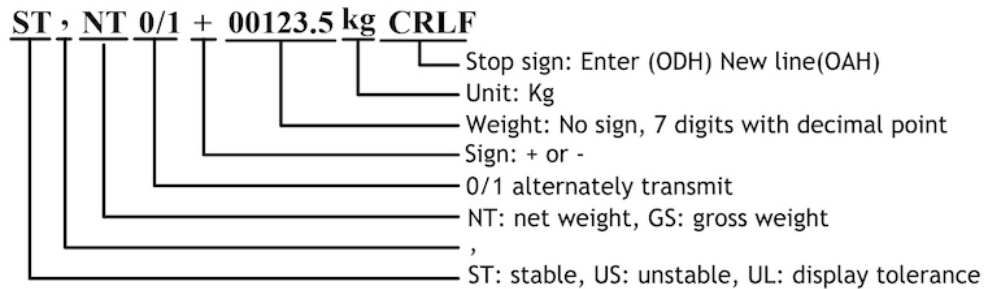 ST , NT 0/1 + 00123.5 kg CRLF
Stop sign: Enter (ODH) New line(OAH)
Unit: Kg
Weight: No sign, 7 digits with decimal point
Sign: + or -
0/1 alternately transmit
NT: net weight, GS: gross weight
,
ST: stable, US: unstable, UL: display tolerance